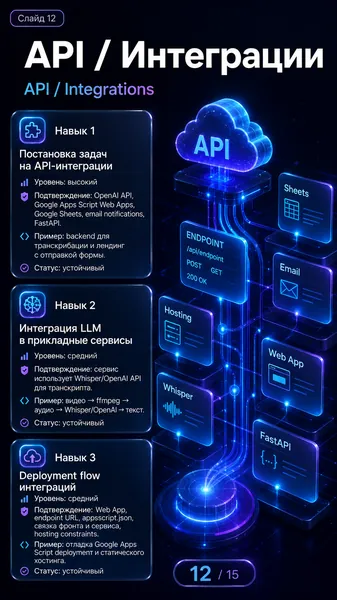 Слайд 12
API / Интеграции
API / Integrations
Навык 1
Постановка задач
на API-интеграции
Уровень: высокий
Подтверждение: OpenAI API,
Google Apps Script Web Apps,
Google Sheets, email notifications,
FastAPI.
Пример: backend для
транскрибации и лендинг
с отправкой формы.
Статус: устойчивый
Навык 2
Интеграция LLM
в прикладные сервисы
Уровень: средний
Подтверждение: сервис
использует Whisper/OpenAI API
для транскрипта.
Пример: видео → ffmpeg →
аудио → Whisper/OpenAI → текст.
Статус: устойчивый
Навык 3
Deployment flow
интеграций
Уровень: средний
Подтверждение: Web App,
endpoint URL, appsscript.json,
связка фронта и сервиса,
hosting constraints.
Пример: отладка Google Apps
Script deployment и статического
хостинга.
Статус: устойчивый
API
Sheets
ENDPOINT
/aol/endpoint
POST GET
200 OK
Email
Hosting
Web App
Whisper
FastAPI
{...}
12 / 15